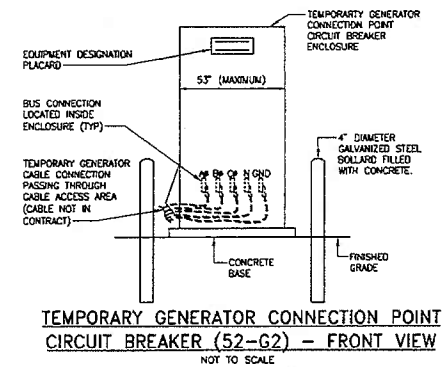 TEMPORARTY GENERATOR
CONNECTION POINT
CIRCUIT BREAKER
ENCLOSURE
EQUIPMENT DESIGNATION
PLACARD
53" (MAXIMUM)
BUS CONNECTION
LOCATED INSIDE
ENCLOSURE (TYP)
4" DIAMETER
GALVANIZED STEEL
BOLLARD FILLED
WITH CONCRETE.
TEMPORARY GENERATOR
CABLE CONNECTION
PASSING THROUGH
CABLE ACCESS AREA
(CABLE NOT IN
CONTRACT)
AØ BØ CØ N GND
CONCRETE
BASE
FINISHED
GRADE
TEMPORARY GENERATOR CONNECTION POINT
CIRCUIT BREAKER (52-G2) – FRONT VIEW
NOT TO SCALE